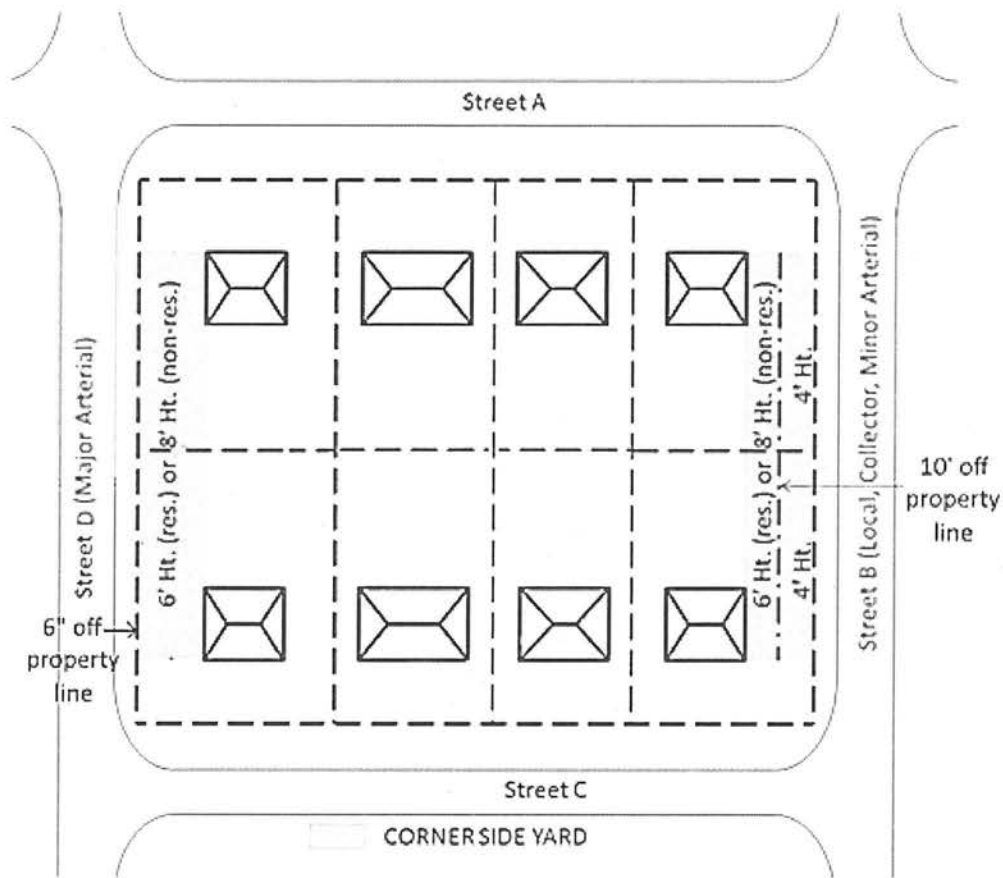 Street A
Street D (Major Arterial)
6' Ht. (res.) or 8' Ht. (non-res.)
6' Ht. (res.) or 8' Ht. (non-res.)
4' Ht.
4' Ht.
Street B (Local, Collector, Minor Arterial)
10' off
property
line
6" off
property
line
Street C
CORNER SIDE YARD